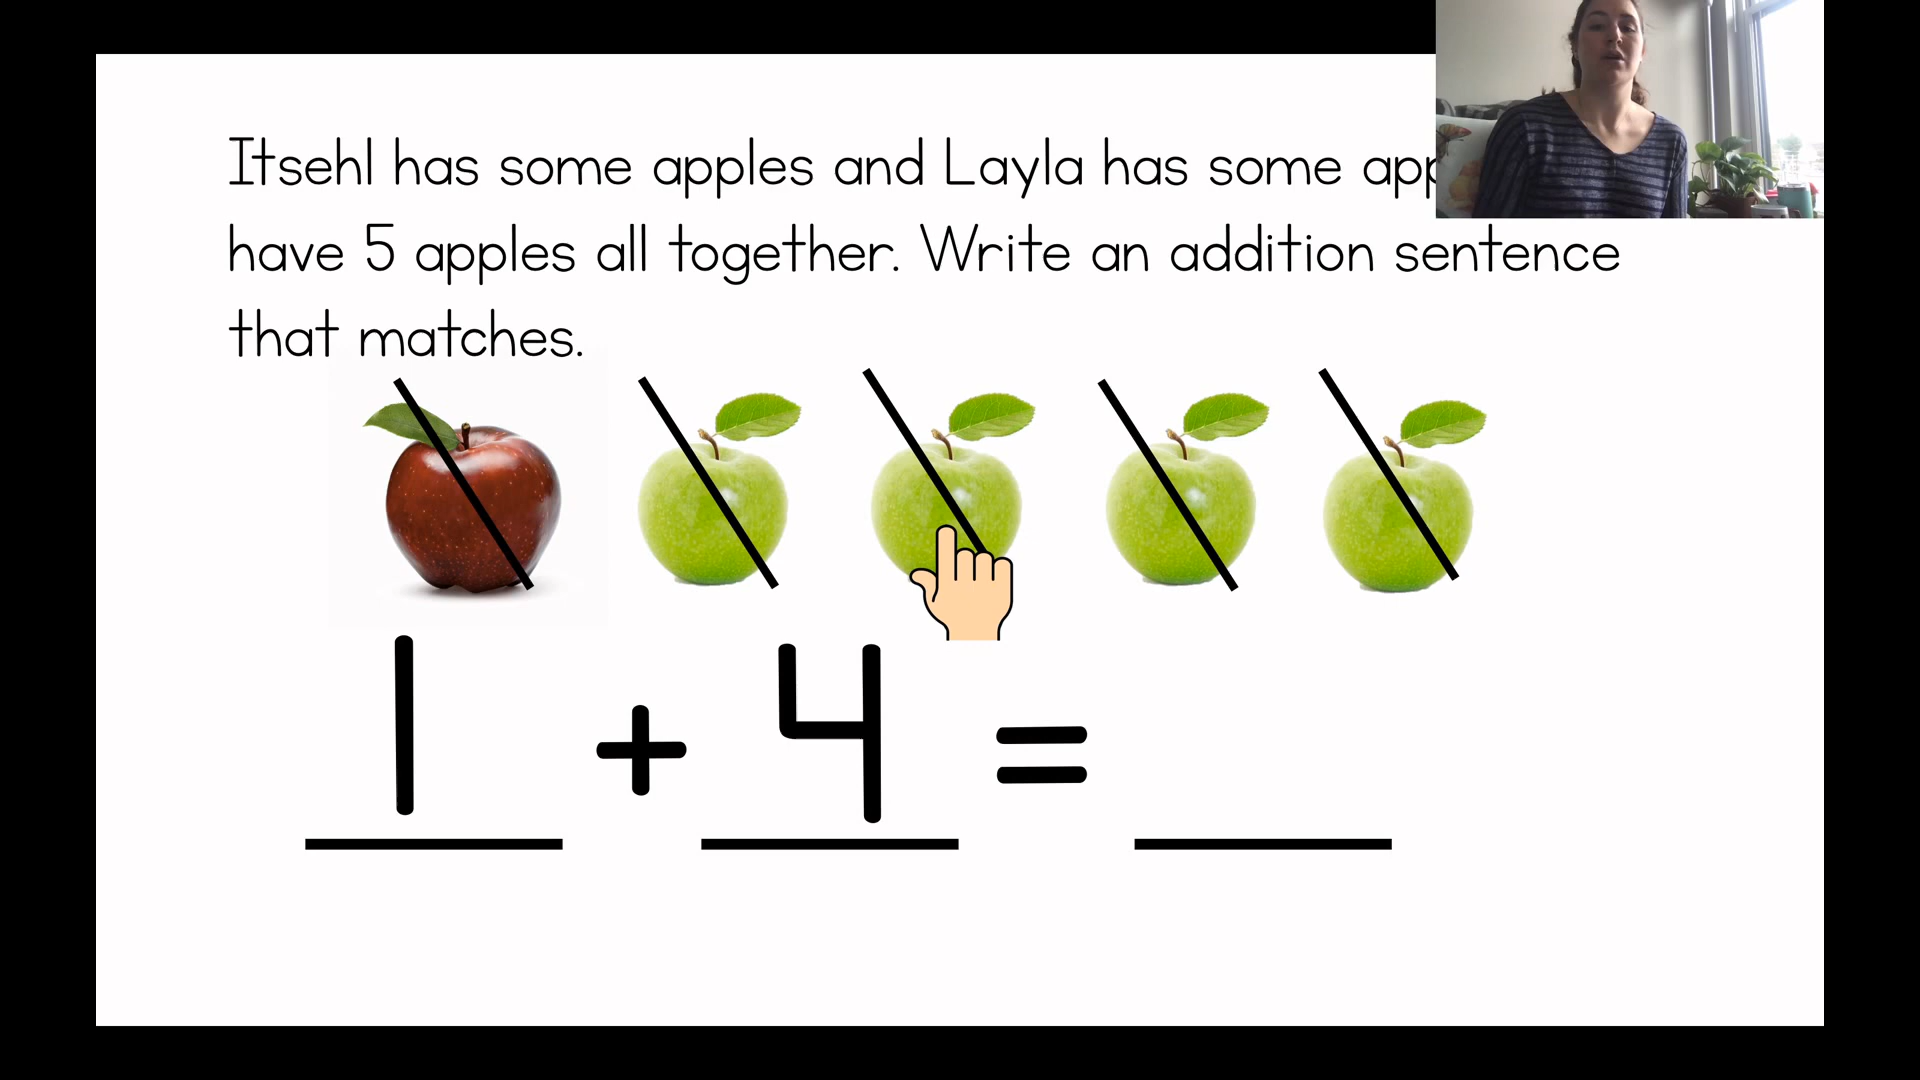 Itsehl has some apples and Layla has some
have 5 apples all together. Write an addition sentence
that matches.
1 + 4 =